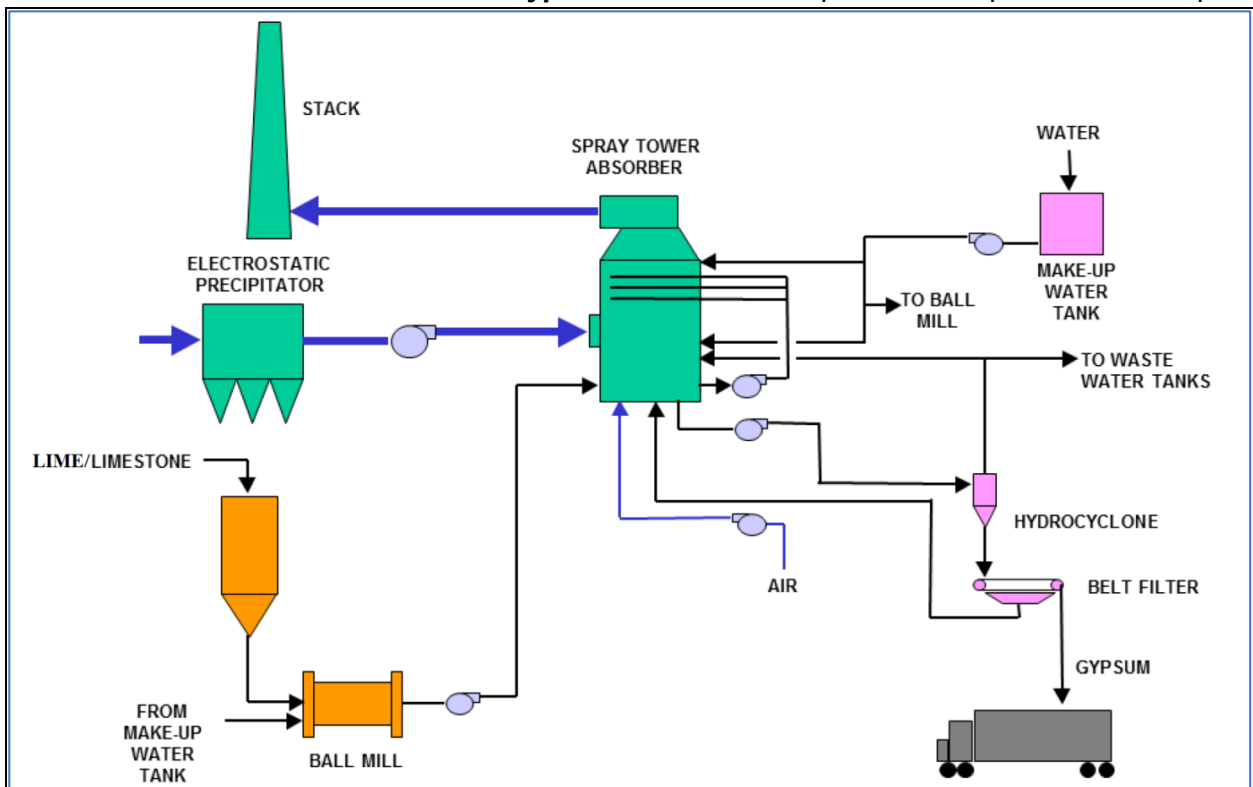 STACK
SPRAY TOWER
ABSORBER
WATER
ELECTROSTATIC
PRECIPITATOR
MAKE-UP
WATER
TANK
TO BALL
MILL
TO WASTE
WATER TANKS
LIME/LIMESTONE
HYDROCYCLONE
AIR
BELT FILTER
GYPSUM
FROM
MAKE-UP
WATER
TANK
BALL MILL